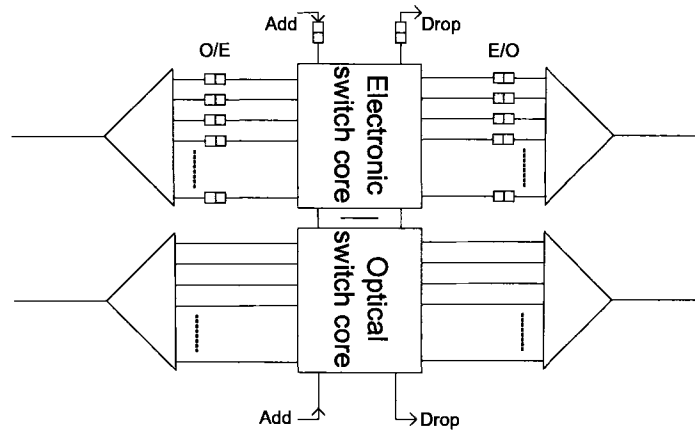 Add
Drop
O/E
E/O
Electronic
switch core
Optical
switch core
Add
Drop